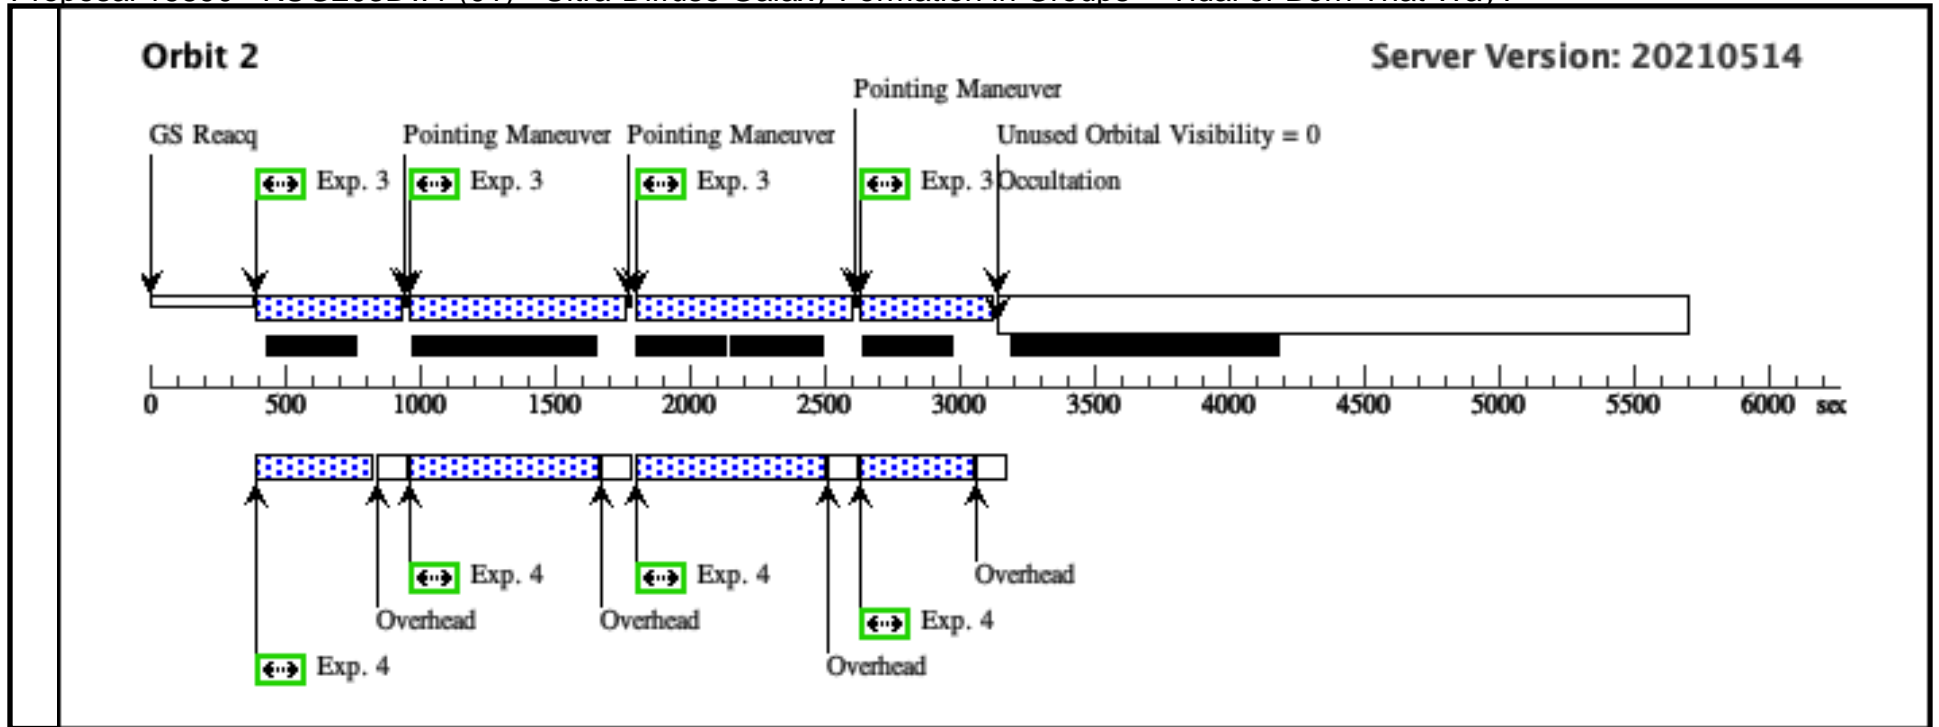 Orbit 2 Server Version: 20210514
Pointing Maneuver
GS Reacq Pointing Maneuver Pointing Maneuver Unused Orbital Visibility = 0
Exp. 3 Exp. 3 Exp. 3 Exp. 3 Occultation
0 500 1000 1500 2000 2500 3000 3500 4000 4500 5000 5500 6000 sec
Exp. 4 Exp. 4 Overhead
Overhead Overhead Exp. 4
Exp. 4 Overhead